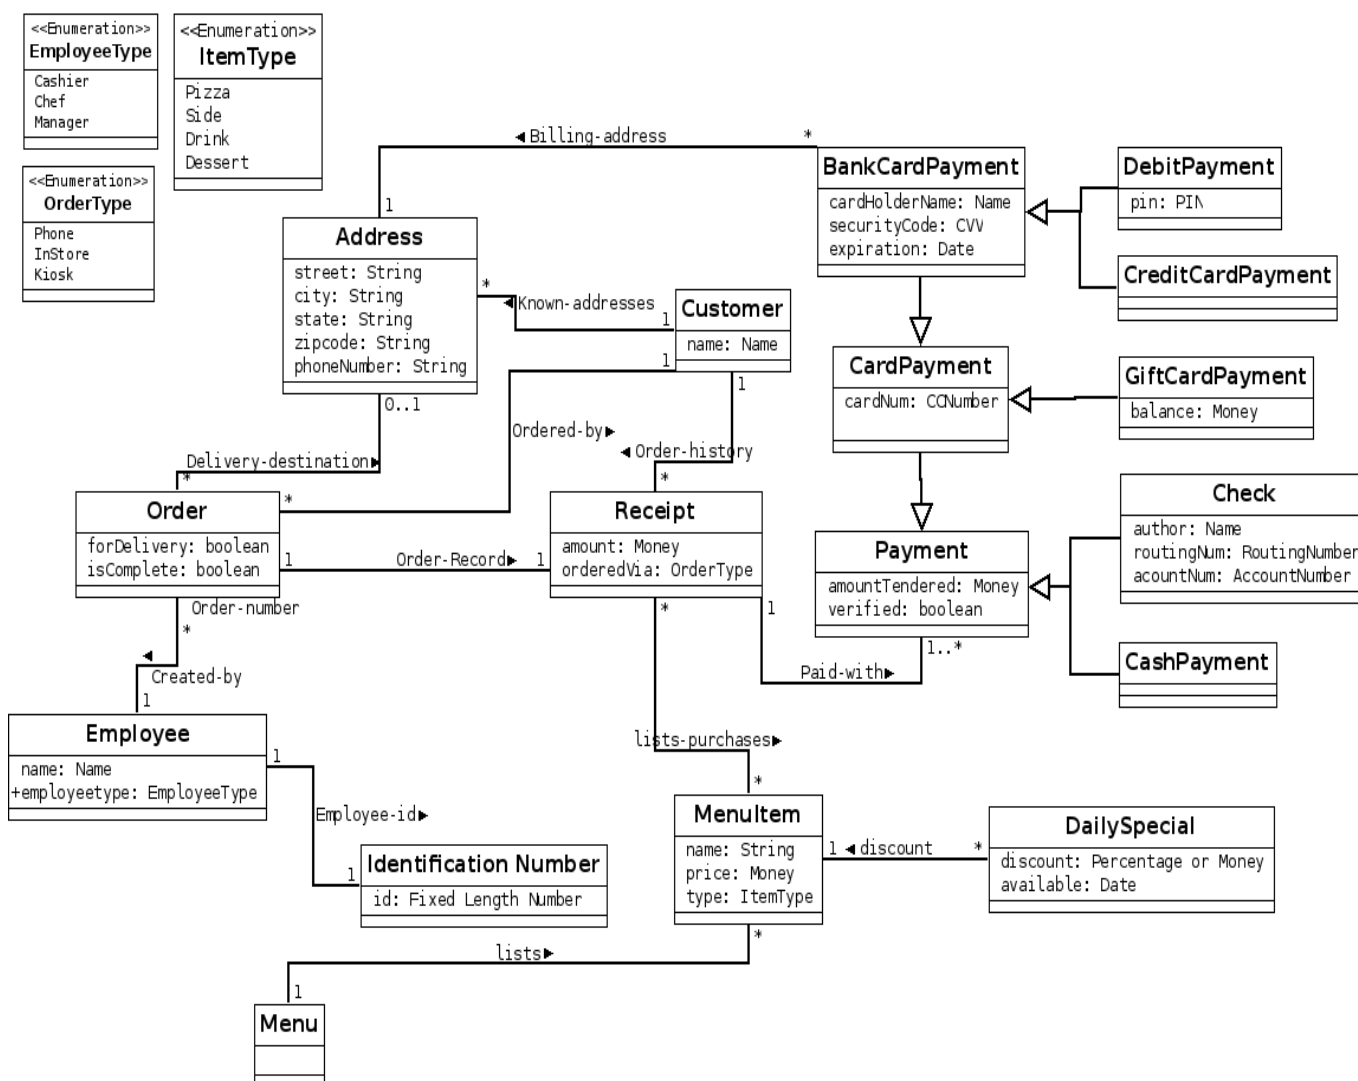 <<Enumeration>>
EmployeeType
Cashier
Chef
Manager
<<Enumeration>>
ItemType
Pizza
Side
Drink
Dessert
<<Enumeration>>
OrderType
Phone
InStore
Kiosk
◄Billing-address
*
1
BankCardPayment
cardHolderName: Name
securityCode: CVV
expiration: Date
DebitPayment
pin: PIN
CreditCardPayment
Address
street: String
city: String
state: String
zipcode: String
phoneNumber: String
*
◄Known-addresses
1
Customer
name: Name
1
1
0..1
CardPayment
cardNum: CCNumber
GiftCardPayment
balance: Money
Ordered-by►
◄Order-history
Delivery-destination►
*
*
*
Order
forDelivery: boolean
isComplete: boolean
1
Order-Record►
1
Receipt
amount: Money
orderedVia: OrderType
Payment
amountTendered: Money
verified: boolean
Check
author: Name
routingNum: RoutingNumber
acountNum: AccountNumber
CashPayment
Order-number
*
*
1
1..*
Paid-with►
◄
Created-by
1
Employee
name: Name
+employeetype: EmployeeType
1
Employee-id►
1
Identification Number
id: Fixed Length Number
lists-purchases►
*
MenuItem
name: String
price: Money
type: ItemType
1
◄discount
*
DailySpecial
discount: Percentage or Money
available: Date
*
lists►
1
Menu